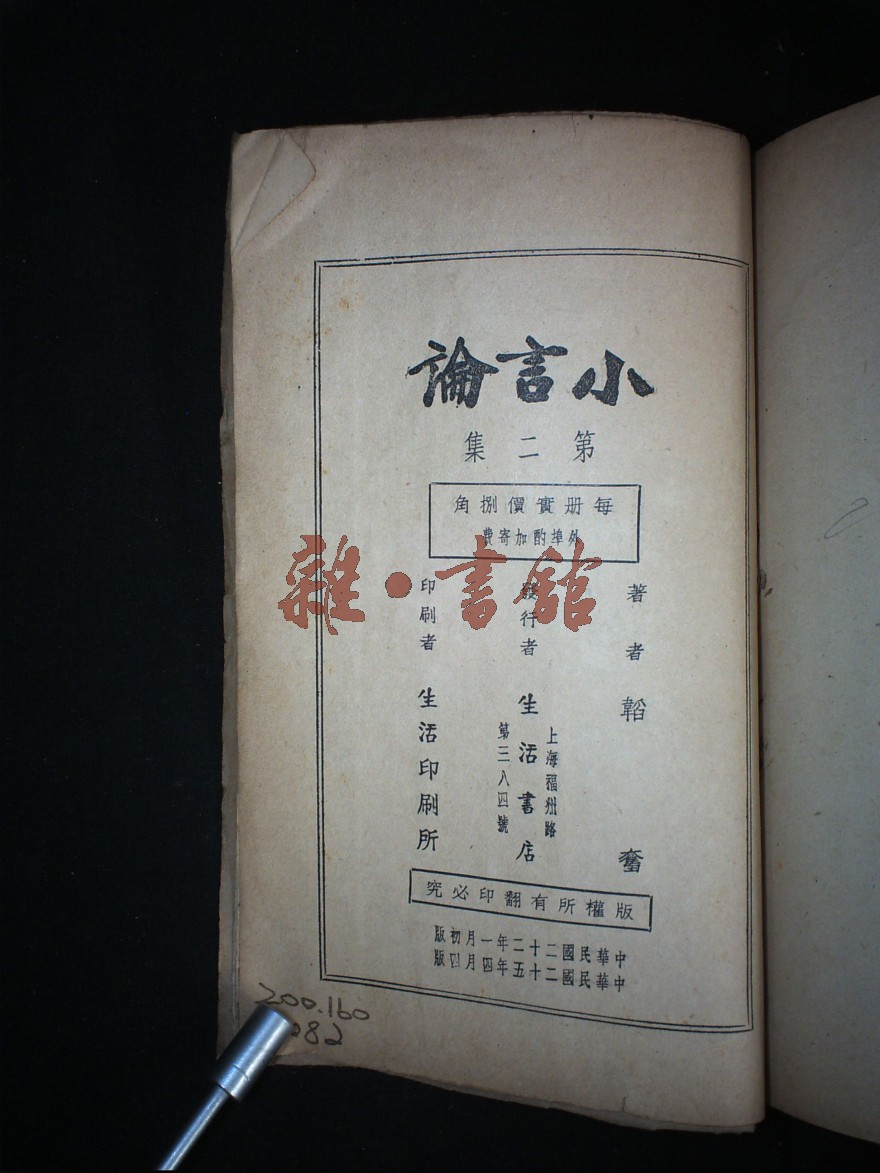 小言論
第二集
每册實價捌角
外埠酌加寄費
著者 韜奮
發行者 生活書店
上海福州路
第三八四號
印刷者 生活印刷所
版權所有翻印必究
中華民國二十二年一月初版
中華民國二十五年四月四版
雜·書館
200.160
082